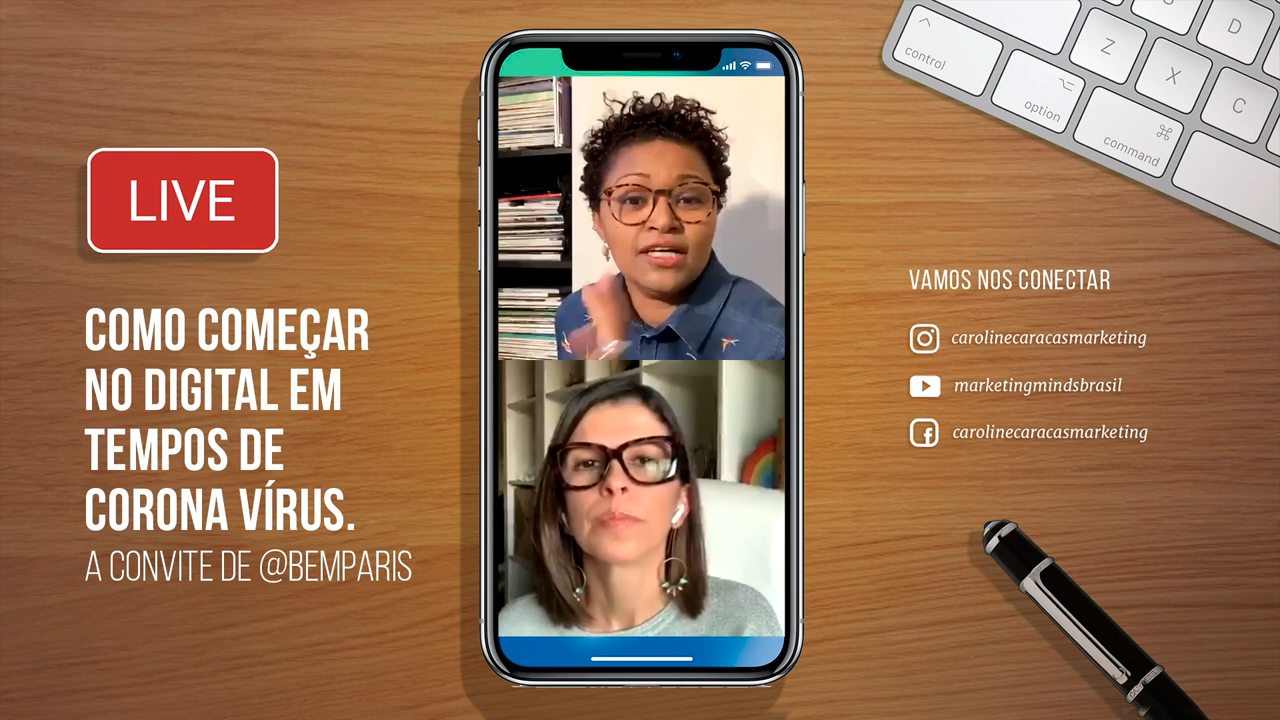 LIVE
COMO COMEÇAR
NO DIGITAL EM
TEMPOS DE
CORONA VÍRUS.
A CONVITE DE @BEMPARIS
VAMOS NOS CONECTAR
carolinecaracasmarketing
marketingmindsbrasil
carolinecaracasmarketing
control
option
command
Z
X
C
S
D